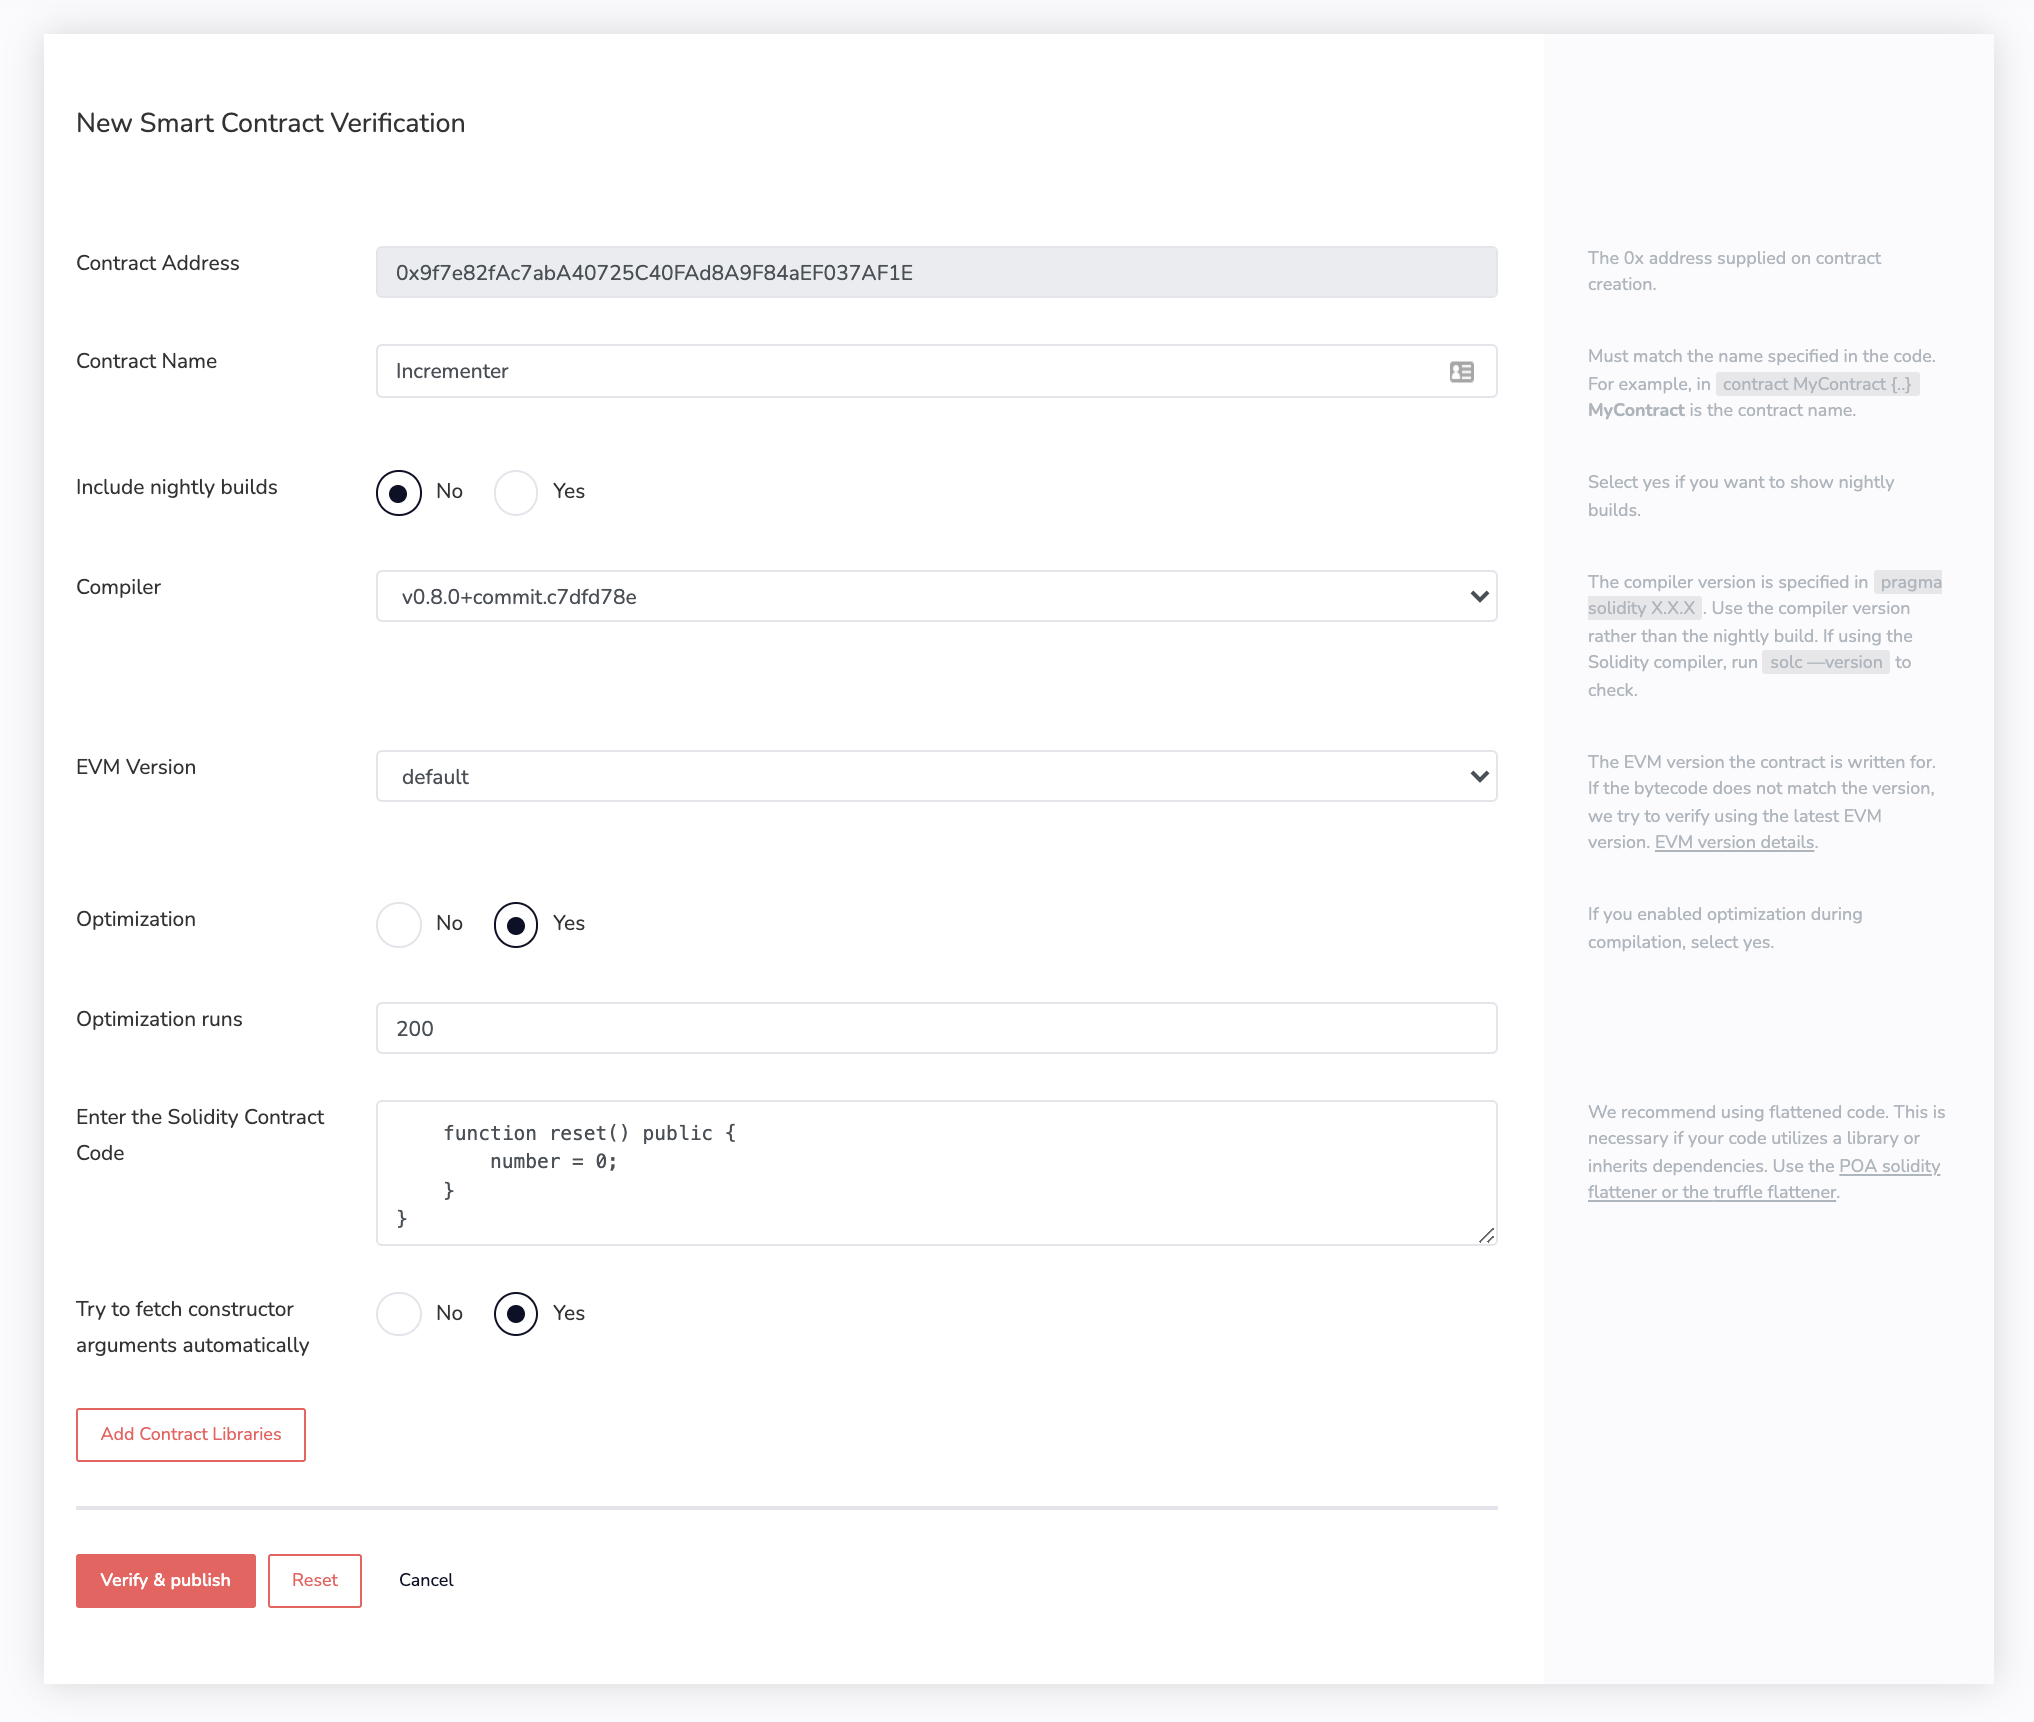 New Smart Contract Verification
Contract Address
0x9f7e82fAc7abA40725C40FAd8A9F84aEF037AF1E
The 0x address supplied on contract
creation.
Contract Name
Incrementer
Must match the name specified in the code.
For example, in contract MyContract {..}
MyContract is the contract name.
Include nightly builds
No
Yes
Select yes if you want to show nightly
builds.
Compiler
v0.8.0+commit.c7dfd78e
The compiler version is specified in pragma
solidity X.X.X. Use the compiler version
rather than the nightly build. If using the
Solidity compiler, run solc —version to
check.
EVM Version
default
The EVM version the contract is written for.
If the bytecode does not match the version,
we try to verify using the latest EVM
version. EVM version details.
Optimization
No
Yes
If you enabled optimization during
compilation, select yes.
Optimization runs
200
Enter the Solidity Contract
Code
function reset() public {
number = 0;
}
}
We recommend using flattened code. This is
necessary if your code utilizes a library or
inherits dependencies. Use the POA solidity
flattener or the truffle flattener.
Try to fetch constructor
arguments automatically
No
Yes
Add Contract Libraries
Verify & publish
Reset
Cancel